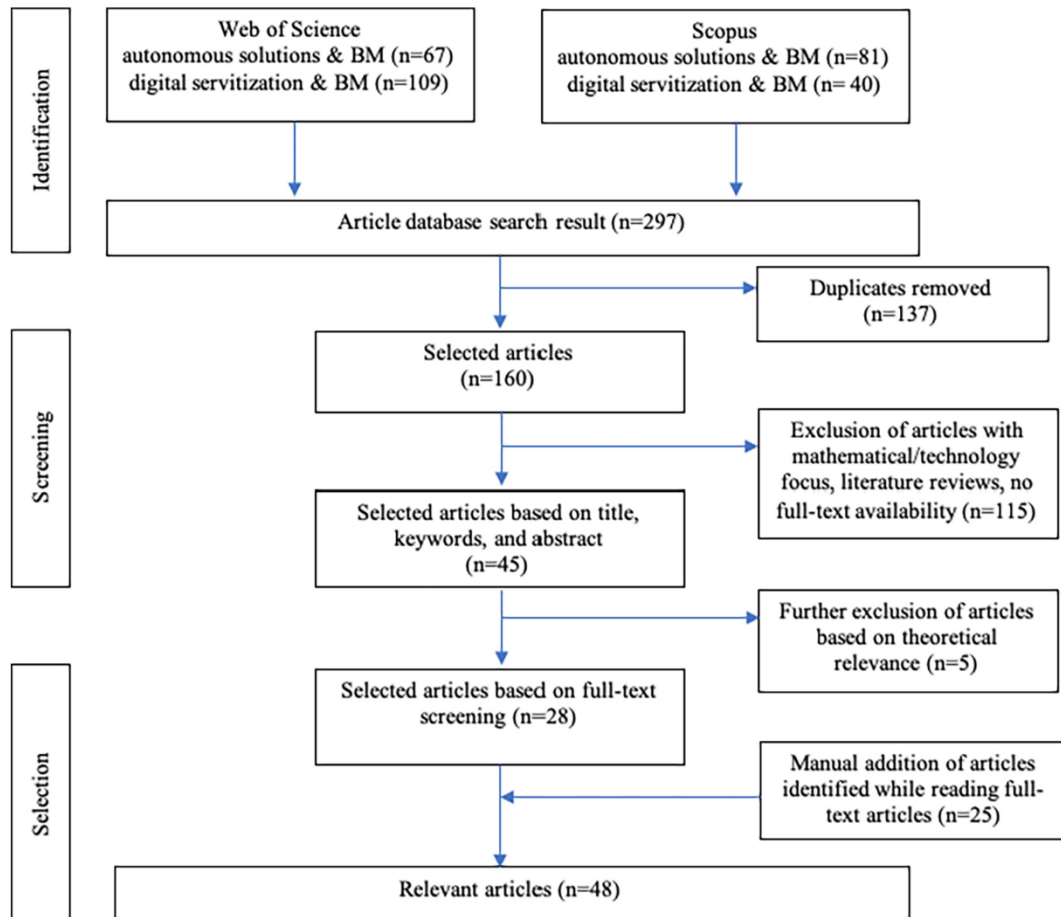 Identification
Web of Science
autonomous solutions & BM (n=67)
digital servitization & BM (n=109)
Scopus
autonomous solutions & BM (n=81)
digital servitization & BM (n= 40)
Article database search result (n=297)
Duplicates removed
(n=137)
Screening
Selected articles
(n=160)
Exclusion of articles with
mathematical/technology
focus, literature reviews, no
full-text availability (n=115)
Selected articles based on title,
keywords, and abstract
(n=45)
Further exclusion of articles
based on theoretical
relevance (n=5)
Selection
Selected articles based on full-text
screening (n=28)
Manual addition of articles
identified while reading full-
text articles (n=25)
Relevant articles (n=48)